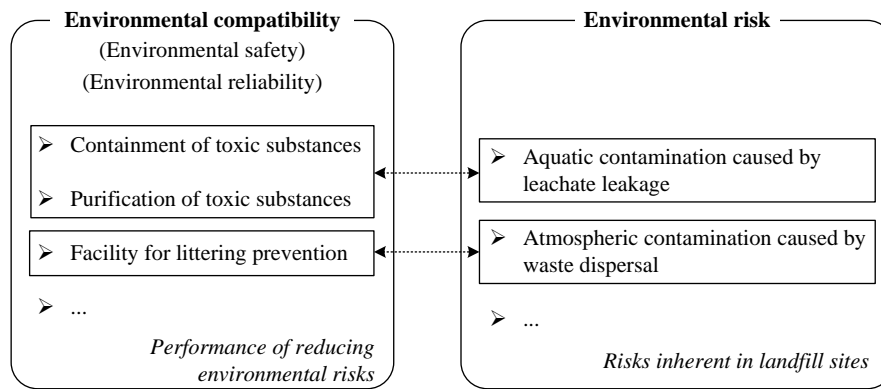 Environmental compatibility
(Environmental safety)
(Environmental reliability)
➢ Containment of toxic substances
➢ Purification of toxic substances
➢ Facility for littering prevention
➢ ...
Performance of reducing
environmental risks
Environmental risk
➢ Aquatic contamination caused by
leachate leakage
➢ Atmospheric contamination caused by
waste dispersal
➢ ...
Risks inherent in landfill sites